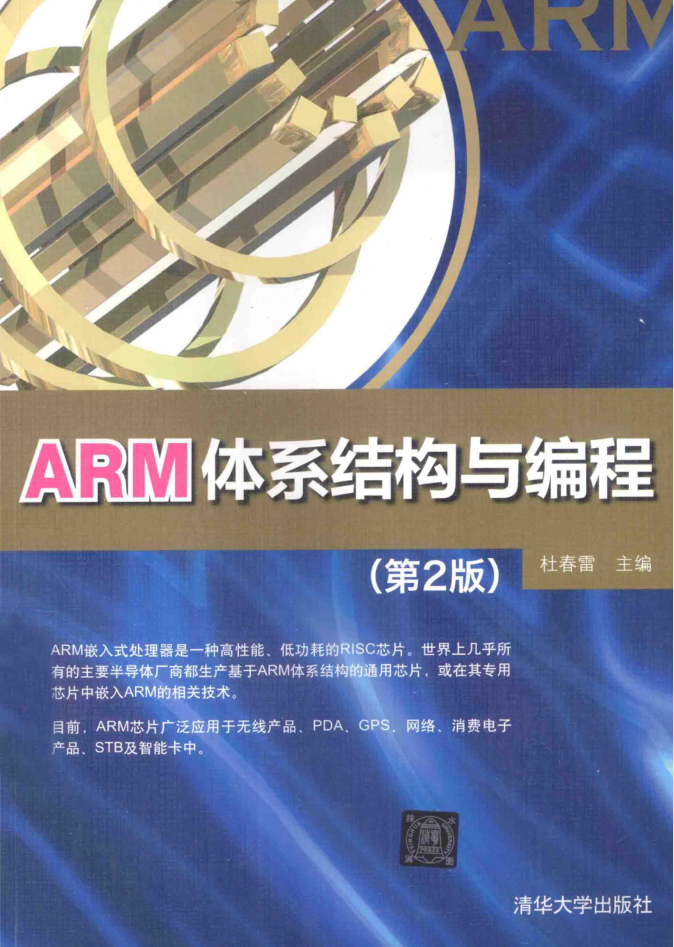 ARM
ARM体系结构与编程
(第2版)
杜春雷 主编
ARM嵌入式处理器是一种高性能、低功耗的RISC芯片。世界上几乎所
有的主要半导体厂商都生产基于ARM体系结构的通用芯片，或在其专用
芯片中嵌入ARM的相关技术。
目前，ARM芯片广泛应用于无线产品、PDA、GPS、网络、消费电子
产品、STB及智能卡中。
清华大学出版社